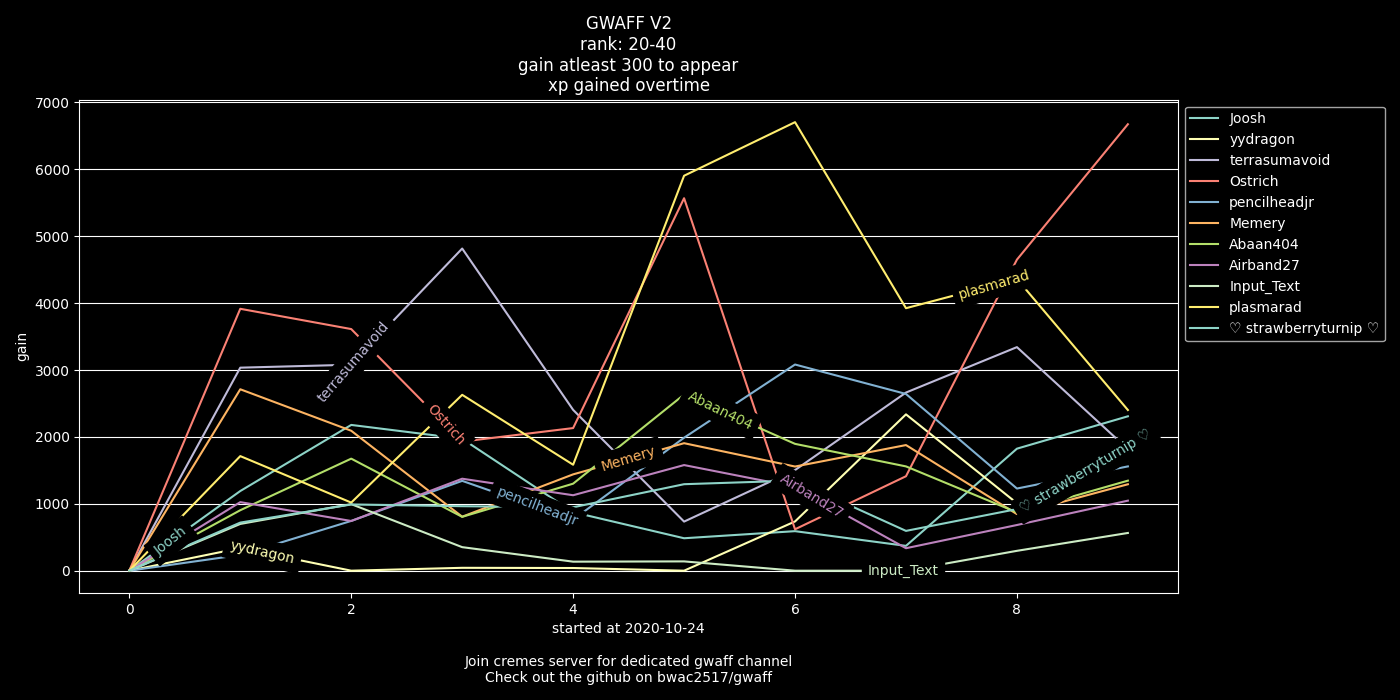 GWAFF V2
rank: 20-40
gain atleast 300 to appear
xp gained overtime
7000
6000
5000
4000
3000
2000
1000
0
gain
Joosh
yydragon
terrasumavoid
Ostrich
pencilheadjr
Memery
Abaan404
Airband27
Input_Text
plasmarad
♡ strawberryturnip ♡
Joosh
yydragon
terrasumavoid
Ostrich
pencilheadjr
Memery
Abaan404
Airband27
Input_Text
plasmarad
♡ strawberryturnip ♡
0 2 4 6 8
started at 2020-10-24
Join cremes server for dedicated gwaff channel
Check out the github on bwac2517/gwaff